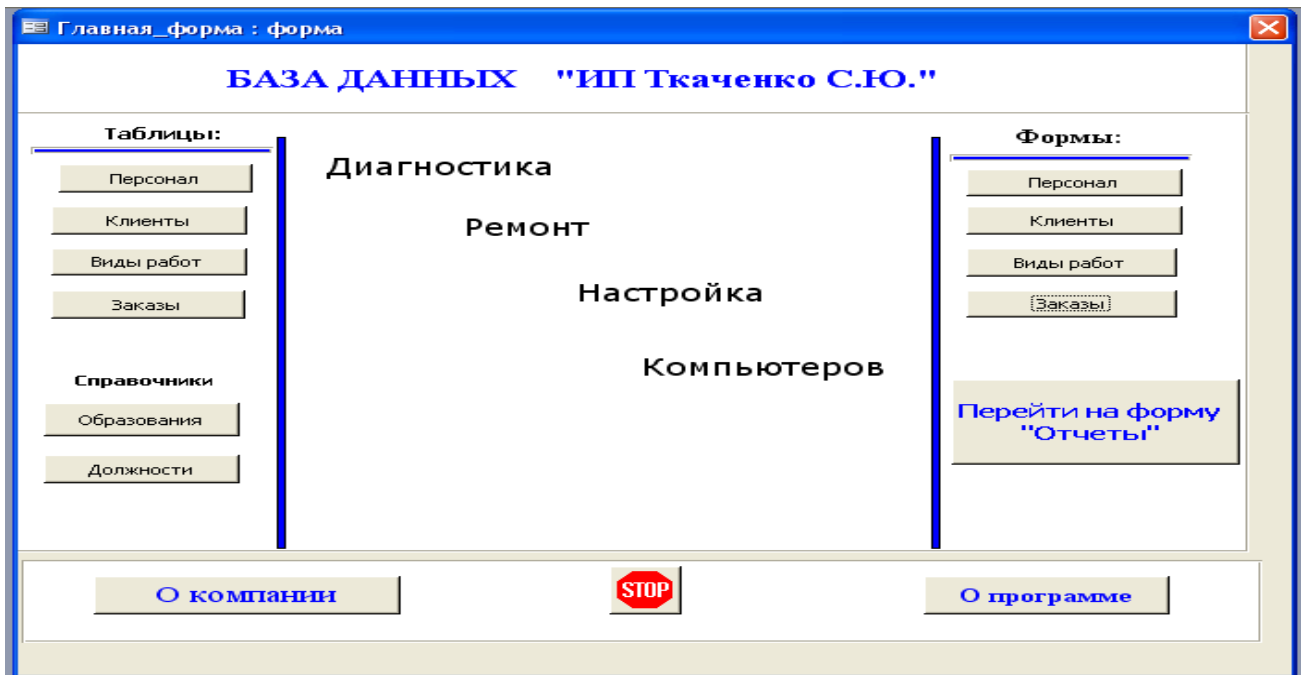 Главная_форма : форма
БАЗА ДАННЫХ "ИП Ткаченко С.Ю."
Таблицы:
Персонал
Клиенты
Виды работ
Заказы
Справочники
Образования
Должности
Диагностика
Ремонт
Настройка
Компьютеров
Формы:
Персонал
Клиенты
Виды работ
Заказы
Перейти на форму
"Отчеты"
О компании
STOP
О программе